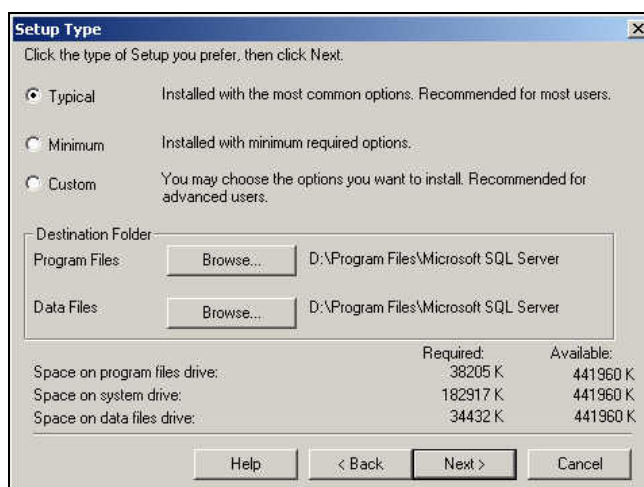 Setup Type
Click the type of Setup you prefer, then click Next.
Typical Installed with the most common options. Recommended for most users.
Minimum Installed with minimum required options.
Custom You may choose the options you want to install. Recommended for
advanced users.
Destination Folder
Program Files Browse... D:\Program Files\Microsoft SQL Server
Data Files Browse... D:\Program Files\Microsoft SQL Server
Required: Available:
Space on program files drive: 38205 K 441960 K
Space on system drive: 182917 K 441960 K
Space on data files drive: 34432 K 441960 K
Help < Back Next > Cancel